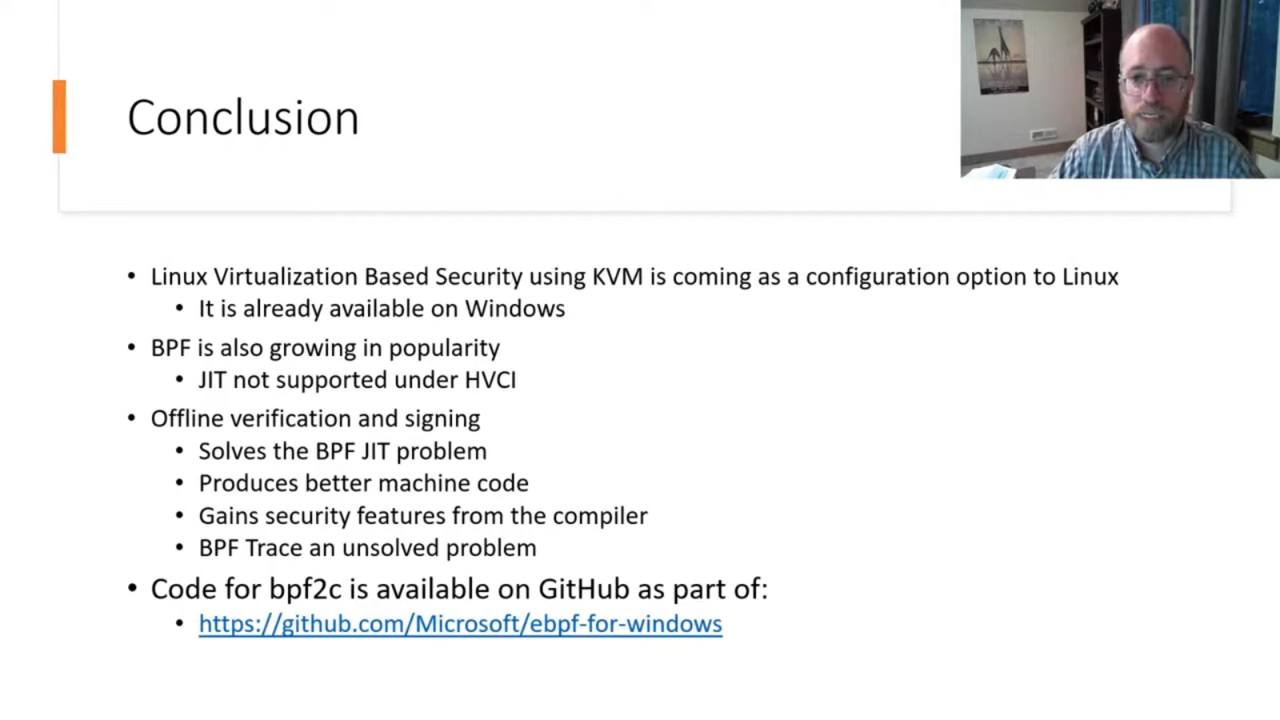 Conclusion
• Linux Virtualization Based Security using KVM is coming as a configuration option to Linux
• It is already available on Windows
• BPF is also growing in popularity
• JIT not supported under HVCI
• Offline verification and signing
• Solves the BPF JIT problem
• Produces better machine code
• Gains security features from the compiler
• BPF Trace an unsolved problem
• Code for bpf2c is available on GitHub as part of:
• https://github.com/Microsoft/ebpf-for-windows